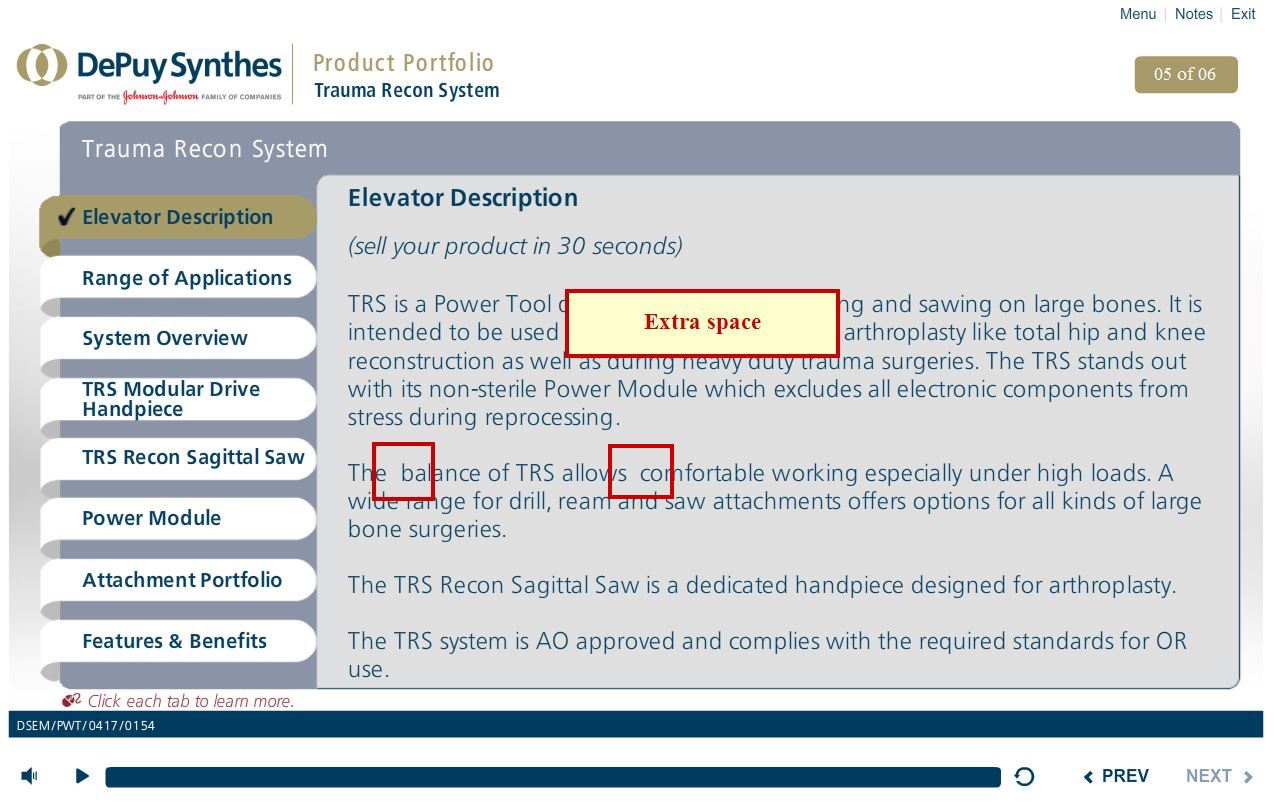 Menu | Notes | Exit
DePuy Synthes
PART OF THE Johnson & Johnson FAMILY OF COMPANIES
Product Portfolio
Trauma Recon System
05 of 06
Trauma Recon System
Elevator Description
Range of Applications
System Overview
TRS Modular Drive
Handpiece
TRS Recon Sagittal Saw
Power Module
Attachment Portfolio
Features & Benefits
Elevator Description
(sell your product in 30 seconds)
TRS is a Power Tool ng and sawing on large bones. It is
Extra space
intended to be used arthroplasty like total hip and knee
reconstruction as well as during heavy duty trauma surgeries. The TRS stands out
with its non-sterile Power Module which excludes all electronic components from
stress during reprocessing.
The  balance of TRS allows  comfortable working especially under high loads. A
wide range for drill, ream and saw attachments offers options for all kinds of large
bone surgeries.
The TRS Recon Sagittal Saw is a dedicated handpiece designed for arthroplasty.
The TRS system is AO approved and complies with the required standards for OR
use.
Click each tab to learn more.
DSEM/PWT/0417/0154
PREV
NEXT